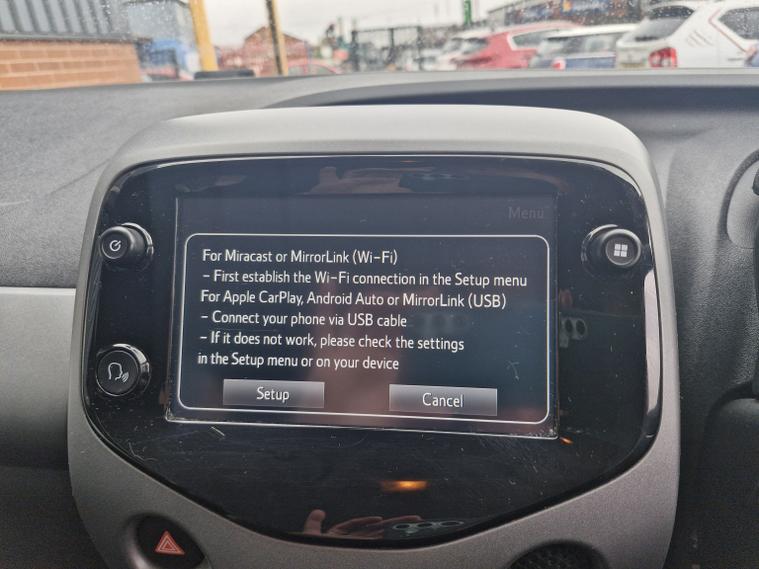 Menu
For Miracast or MirrorLink (Wi-Fi)
- First establish the Wi-Fi connection in the Setup menu
For Apple CarPlay, Android Auto or MirrorLink (USB)
- Connect your phone via USB cable
- If it does not work, please check the settings
in the Setup menu or on your device
Setup
Cancel